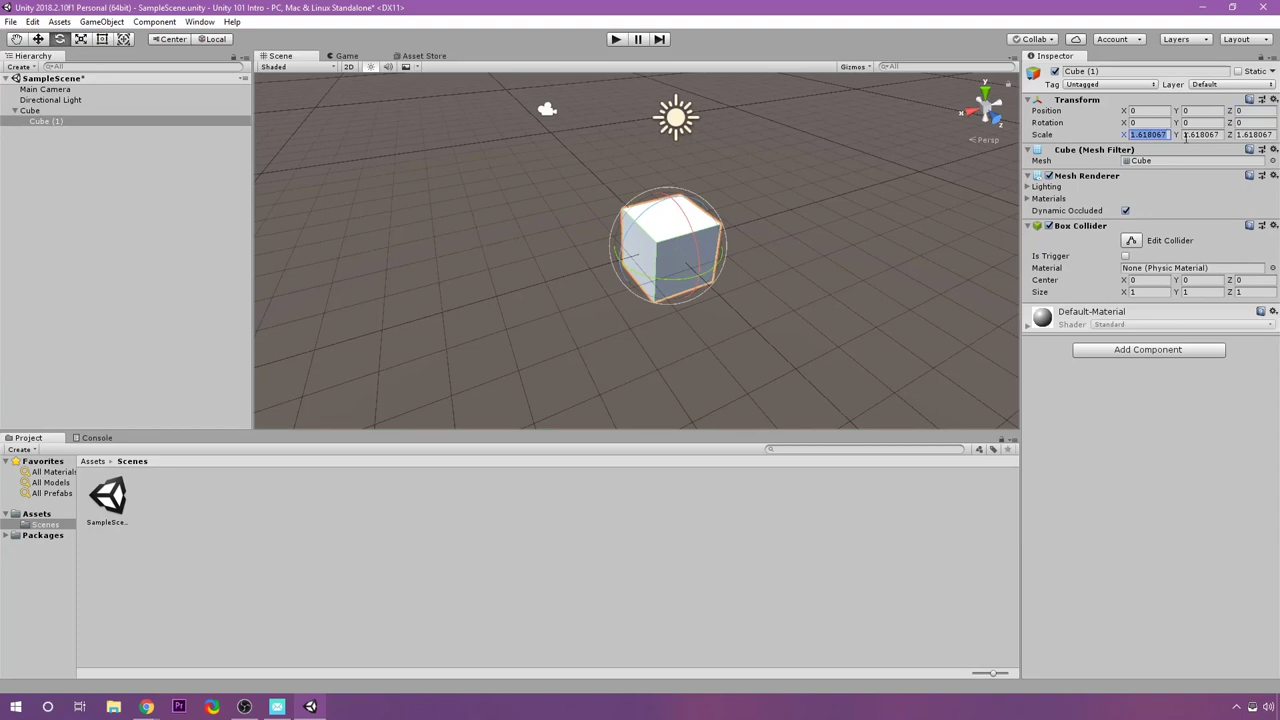 Unity 2018.2.10f1 Personal (64bit) - SampleScene.unity - Unity 101 Intro - PC, Mac & Linux Standalone* <DX11>
File Edit Assets GameObject Component Window Help
Center Local Collab Account Layers Layout
Hierarchy Scene Game Asset Store Inspector
Create All Shaded 2D Gizmos All Cube (1) Static
SampleScene*
Main Camera
Directional Light
Cube
Cube (1)
y
x
z
Persp
Tag Untagged Layer Default
Transform
Position X 0 Y 0 Z 0
Rotation X 0 Y 0 Z 0
Scale X 1.618067 Y 1.618067 Z 1.618067
Cube (Mesh Filter)
Mesh Cube
Mesh Renderer
Lighting
Materials
Dynamic Occluded
Box Collider
Edit Collider
Is Trigger
Material None (Physic Material)
Center X 0 Y 0 Z 0
Size X 1 Y 1 Z 1
Default-Material
Shader Standard
Add Component
Project Console
Create
Favorites
All Materials
All Models
All Prefabs
Assets
Scenes
Packages
Assets Scenes
SampleSce...
Pr